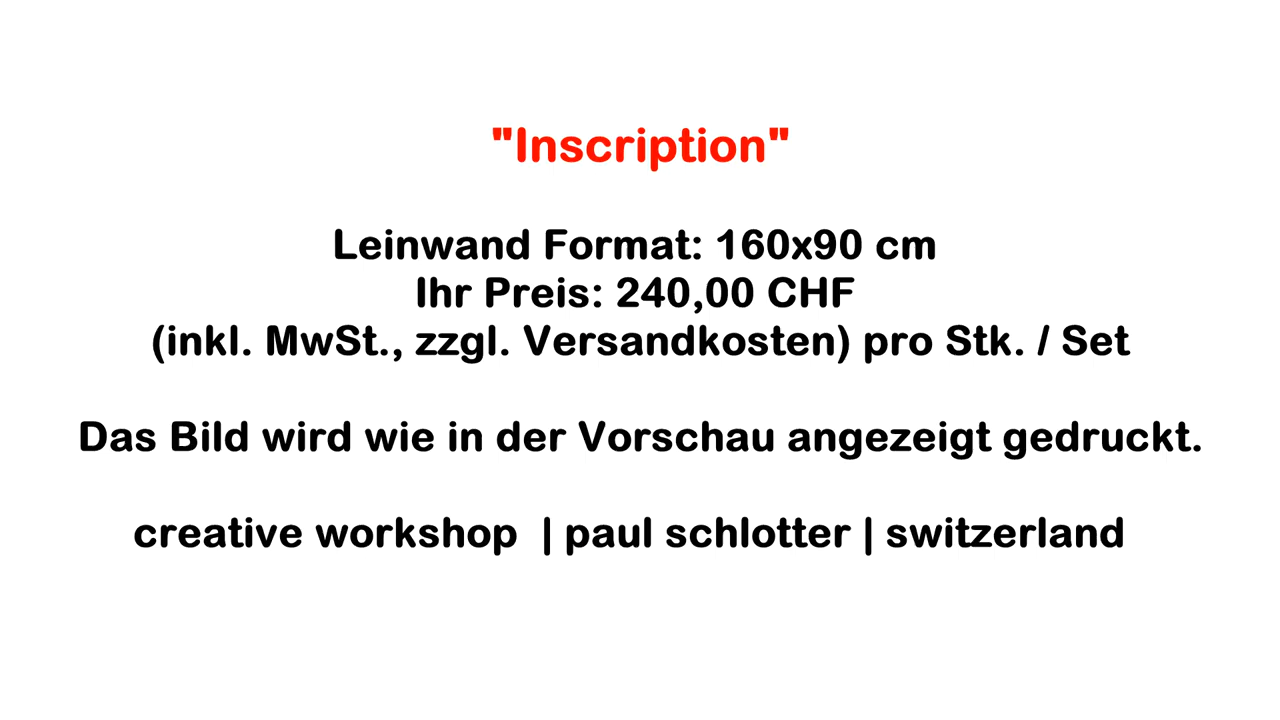 "Inscription"
Leinwand Format: 160x90 cm
Ihr Preis: 240,00 CHF
(inkl. MwSt., zzgl. Versandkosten) pro Stk. / Set
Das Bild wird wie in der Vorschau angezeigt gedruckt.
creative workshop | paul schlotter | switzerland